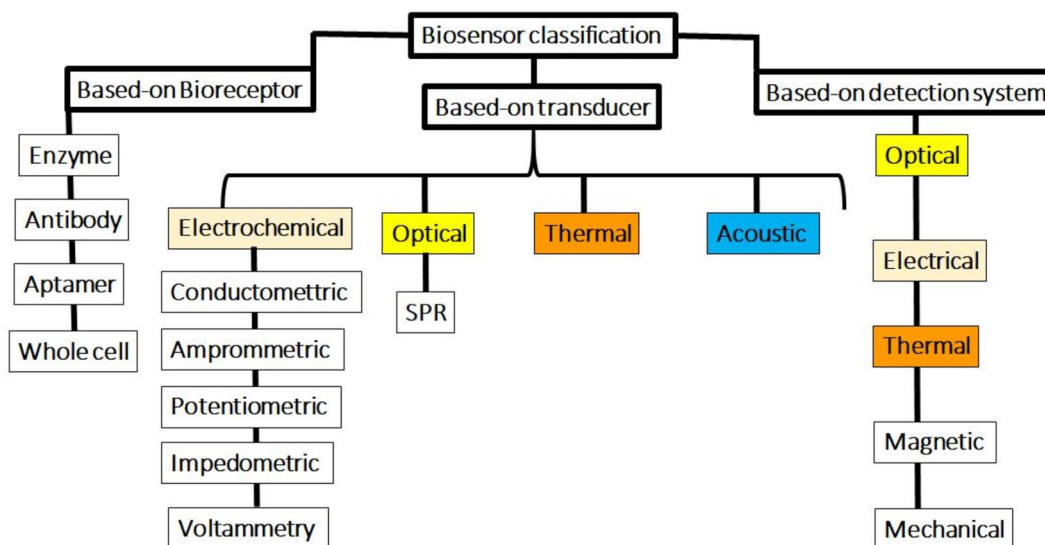 Biosensor classification
Based-on Bioreceptor
Based-on transducer
Based-on detection system
Enzyme
Antibody
Aptamer
Whole cell
Electrochemical
Conductomettric
Amprommetric
Potentiometric
Impedometric
Voltammetry
Optical
SPR
Thermal
Acoustic
Optical
Electrical
Thermal
Magnetic
Mechanical